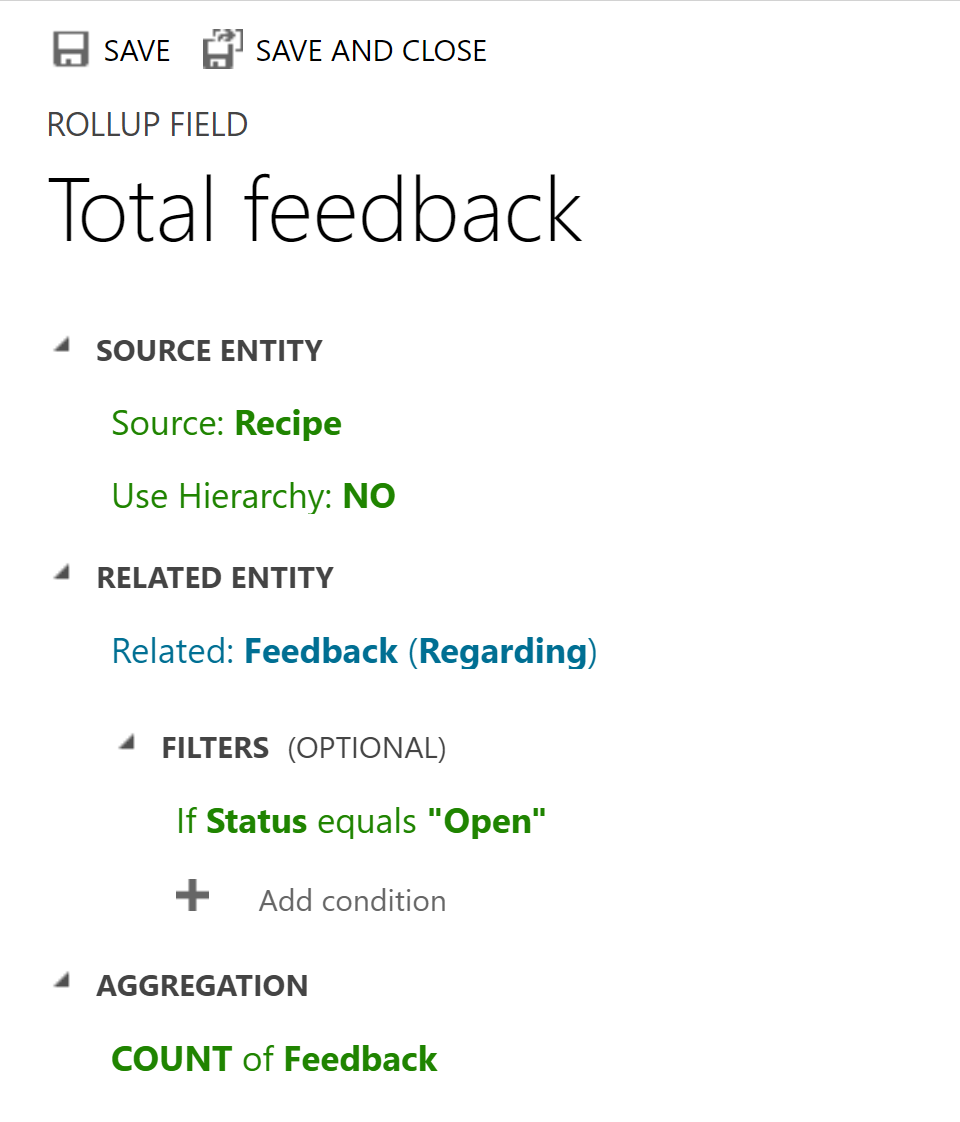 SAVE SAVE AND CLOSE
ROLLUP FIELD
Total feedback
SOURCE ENTITY
Source: Recipe
Use Hierarchy: NO
RELATED ENTITY
Related: Feedback (Regarding)
FILTERS (OPTIONAL)
If Status equals "Open"
Add condition
AGGREGATION
COUNT of Feedback